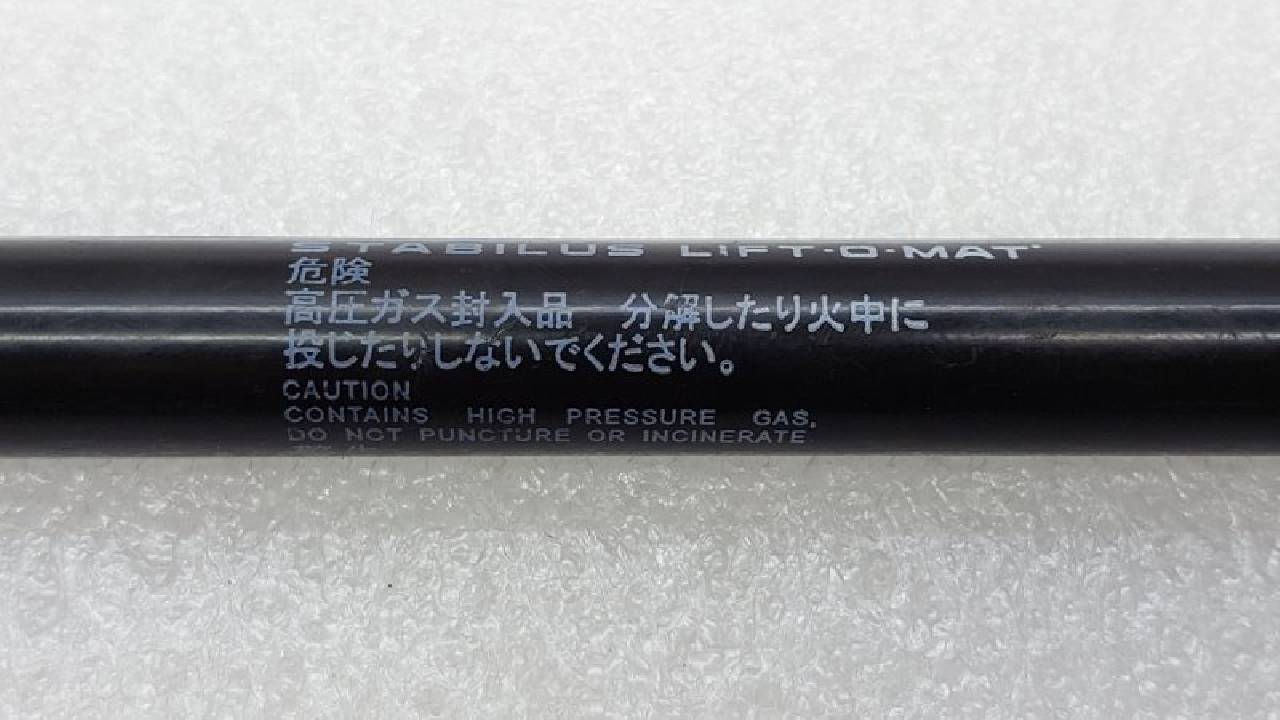 STABILUS LIFT-O-MAT
危険
高圧ガス封入品　分解したり火中に
投じたりしないでください。
CAUTION
CONTAINS HIGH PRESSURE GAS.
DO NOT PUNCTURE OR INCINERATE